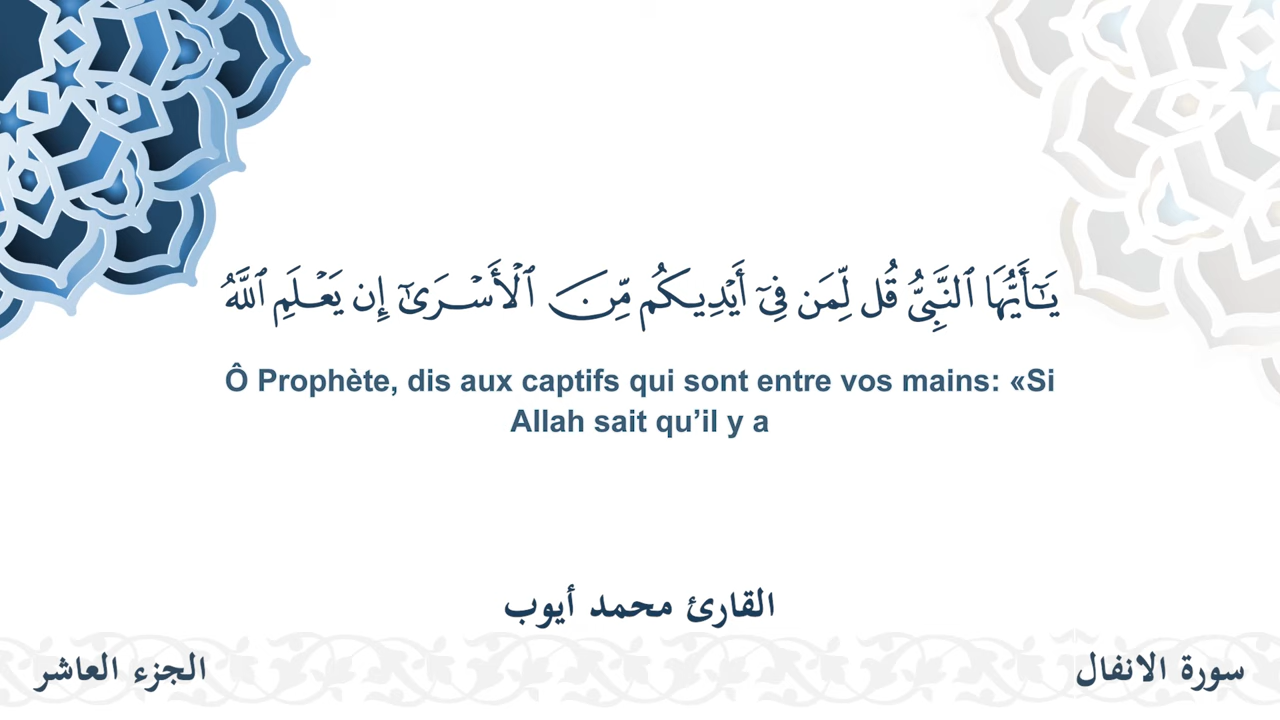 يَـٰٓأَيُّهَا ٱلنَّبِىُّ قُل لِّمَن فِىٓ أَيْدِيكُم مِّنَ ٱلْأَسْرَىٰٓ إِن يَعْلَمِ ٱللَّهُ
Ô Prophète, dis aux captifs qui sont entre vos mains: «Si
Allah sait qu’il y a
القارئ محمد أيوب
سورة الانفال
الجزء العاشر